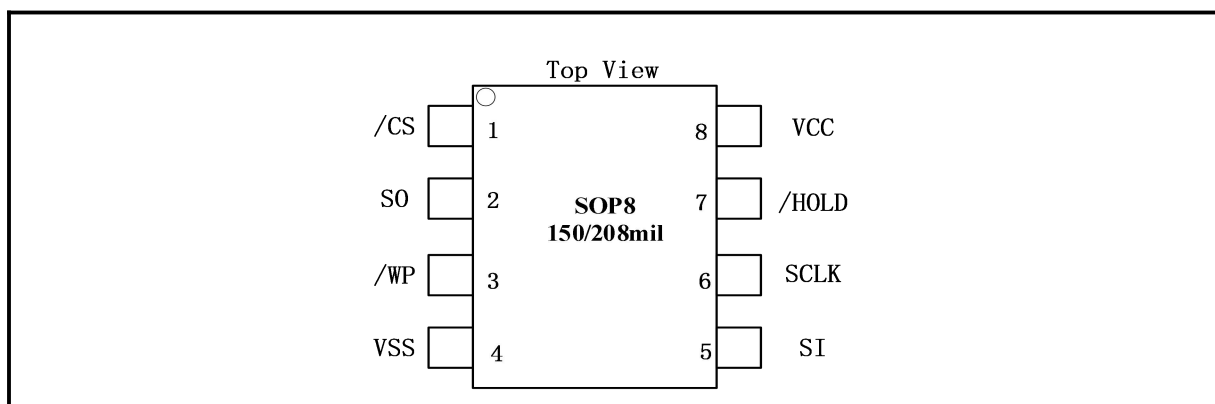 Top View
/CS 1 8 VCC
SO 2 7 /HOLD
SOP8
150/208mil
/WP 3 6 SCLK
VSS 4 5 SI